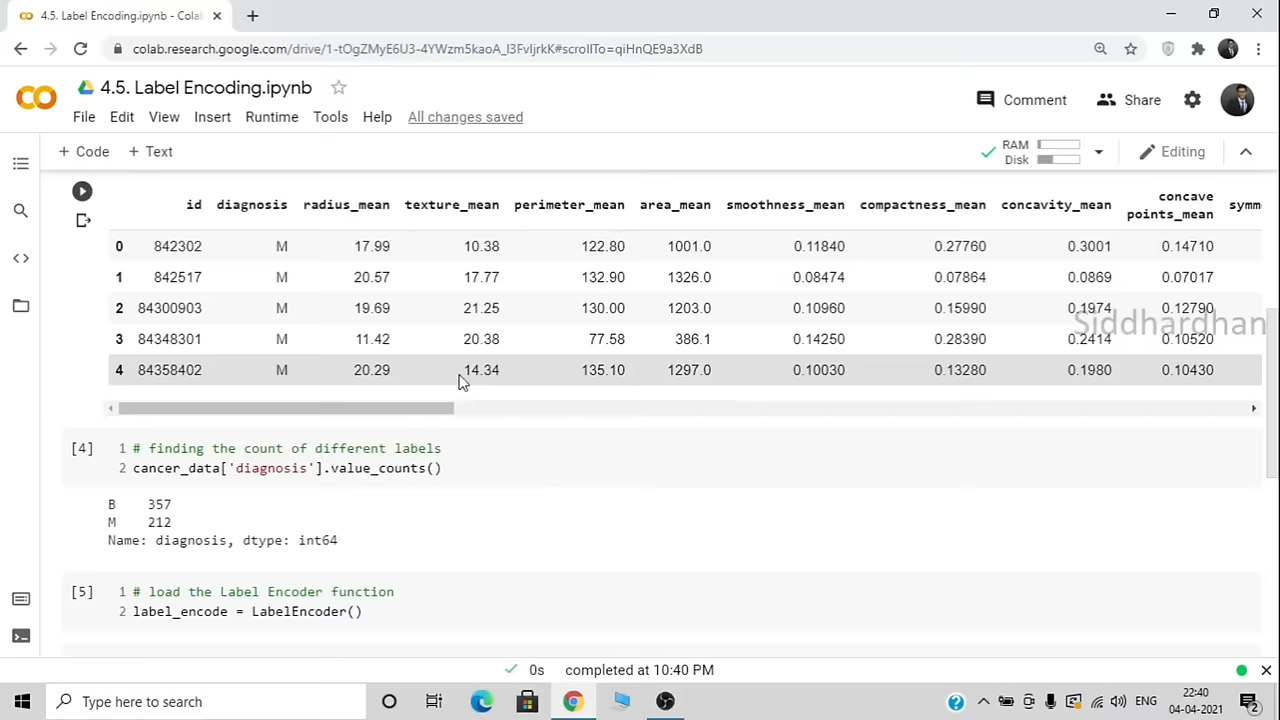 4.5. Label Encoding.ipynb - Colab
colab.research.google.com/drive/1-tOgZMyE6U3-4YWzm5kaoA_I3FvIjrkK#scrollTo=qiHnQE9a3XdB
4.5. Label Encoding.ipynb
Comment
Share
File Edit View Insert Runtime Tools Help All changes saved
+ Code + Text
RAM
Disk
Editing
id diagnosis radius_mean texture_mean perimeter_mean area_mean smoothness_mean compactness_mean concavity_mean concave points_mean symm
0 842302 M 17.99 10.38 122.80 1001.0 0.11840 0.27760 0.3001 0.14710
1 842517 M 20.57 17.77 132.90 1326.0 0.08474 0.07864 0.0869 0.07017
2 84300903 M 19.69 21.25 130.00 1203.0 0.10960 0.15990 0.1974 0.12790
Siddhardhan
3 84348301 M 11.42 20.38 77.58 386.1 0.14250 0.28390 0.2414 0.10520
4 84358402 M 20.29 14.34 135.10 1297.0 0.10030 0.13280 0.1980 0.10430
[4] 1 # finding the count of different labels
2 cancer_data['diagnosis'].value_counts()
B 357
M 212
Name: diagnosis, dtype: int64
[5] 1 # load the Label Encoder function
2 label_encode = LabelEncoder()
0s completed at 10:40 PM
Type here to search
ENG
22:40
04-04-2021
2